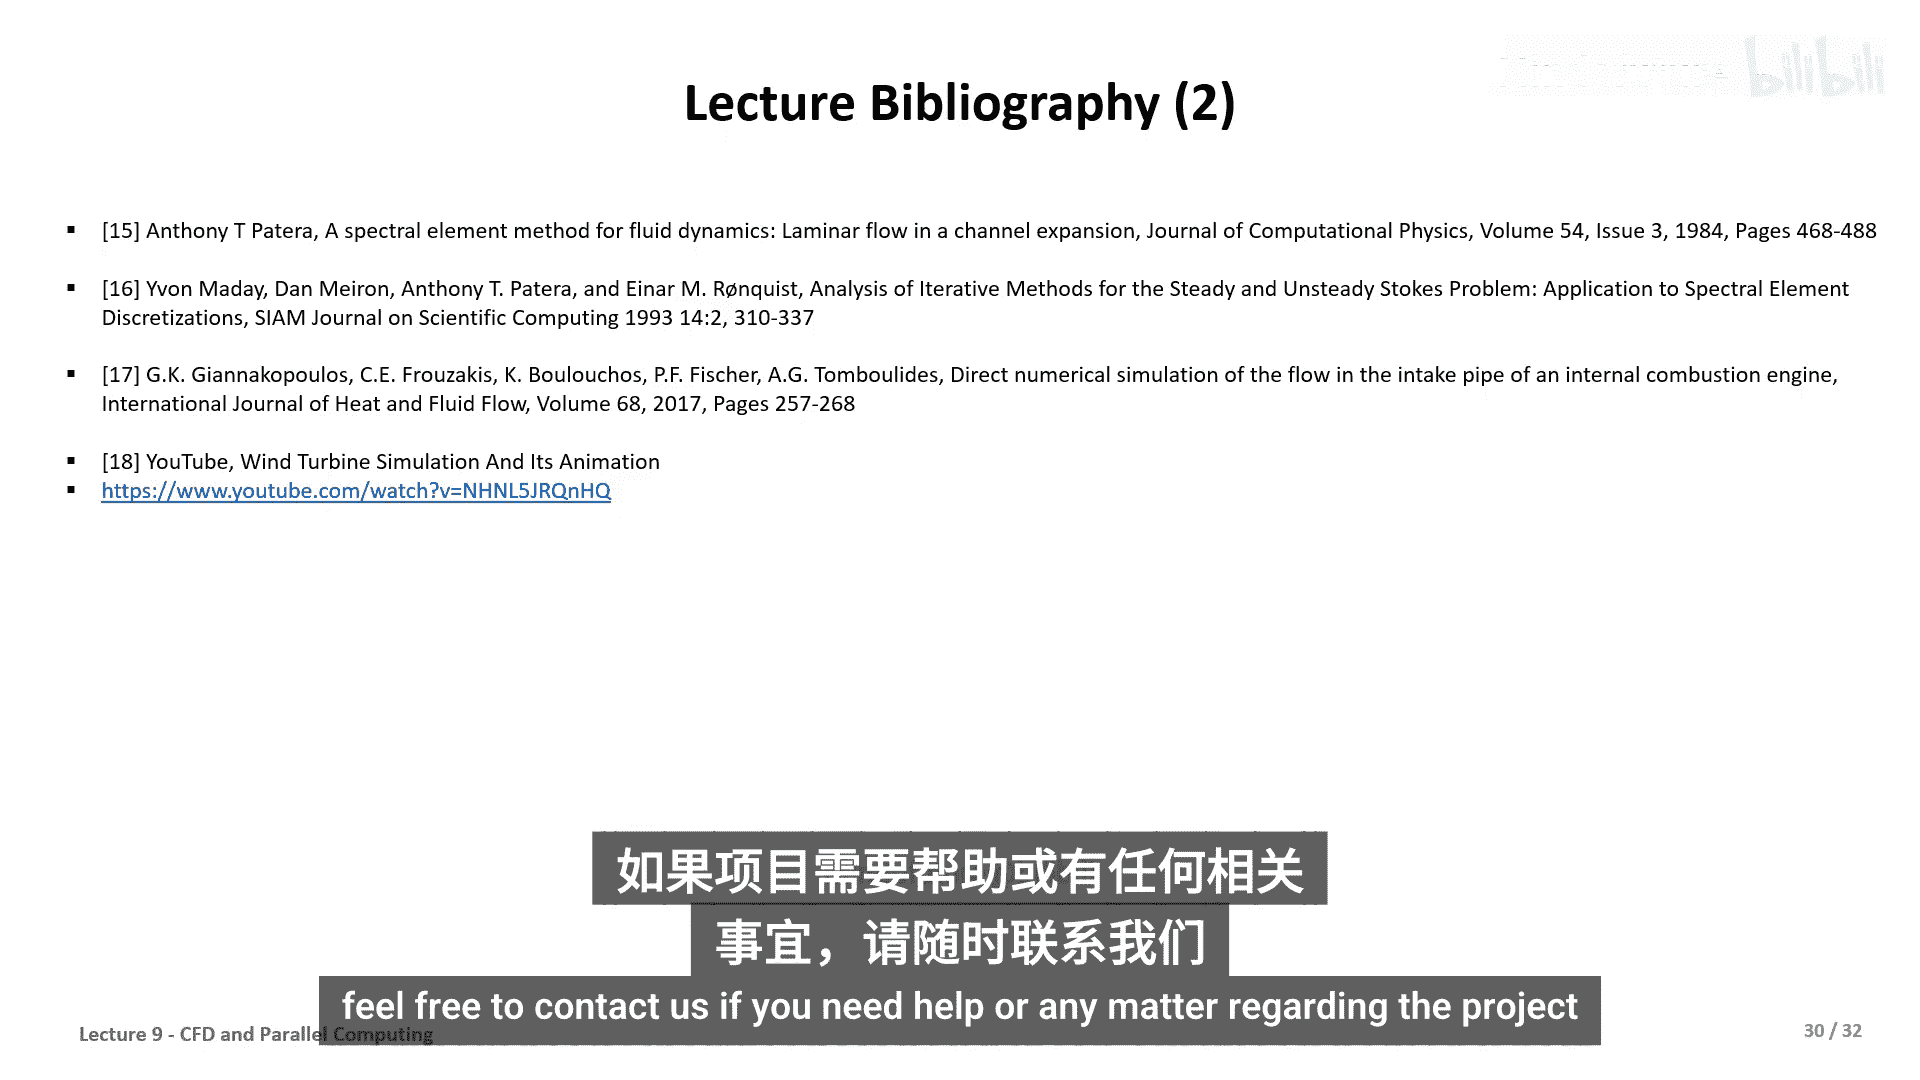 bilibili
Lecture Bibliography (2)
▪ [15] Anthony T Patera, A spectral element method for fluid dynamics: Laminar flow in a channel expansion, Journal of Computational Physics, Volume 54, Issue 3, 1984, Pages 468-488
▪ [16] Yvon Maday, Dan Meiron, Anthony T. Patera, and Einar M. Rønquist, Analysis of Iterative Methods for the Steady and Unsteady Stokes Problem: Application to Spectral Element
Discretizations, SIAM Journal on Scientific Computing 1993 14:2, 310-337
▪ [17] G.K. Giannakopoulos, C.E. Frouzakis, K. Boulouchos, P.F. Fischer, A.G. Tomboulides, Direct numerical simulation of the flow in the intake pipe of an internal combustion engine,
International Journal of Heat and Fluid Flow, Volume 68, 2017, Pages 257-268
▪ [18] YouTube, Wind Turbine Simulation And Its Animation
▪ https://www.youtube.com/watch?v=NHNL5JRQnHQ
如果项目需要帮助或有任何相关
事宜，请随时联系我们
feel free to contact us if you need help or any matter regarding the project
Lecture 9 - CFD and Parallel Computing
30 / 32